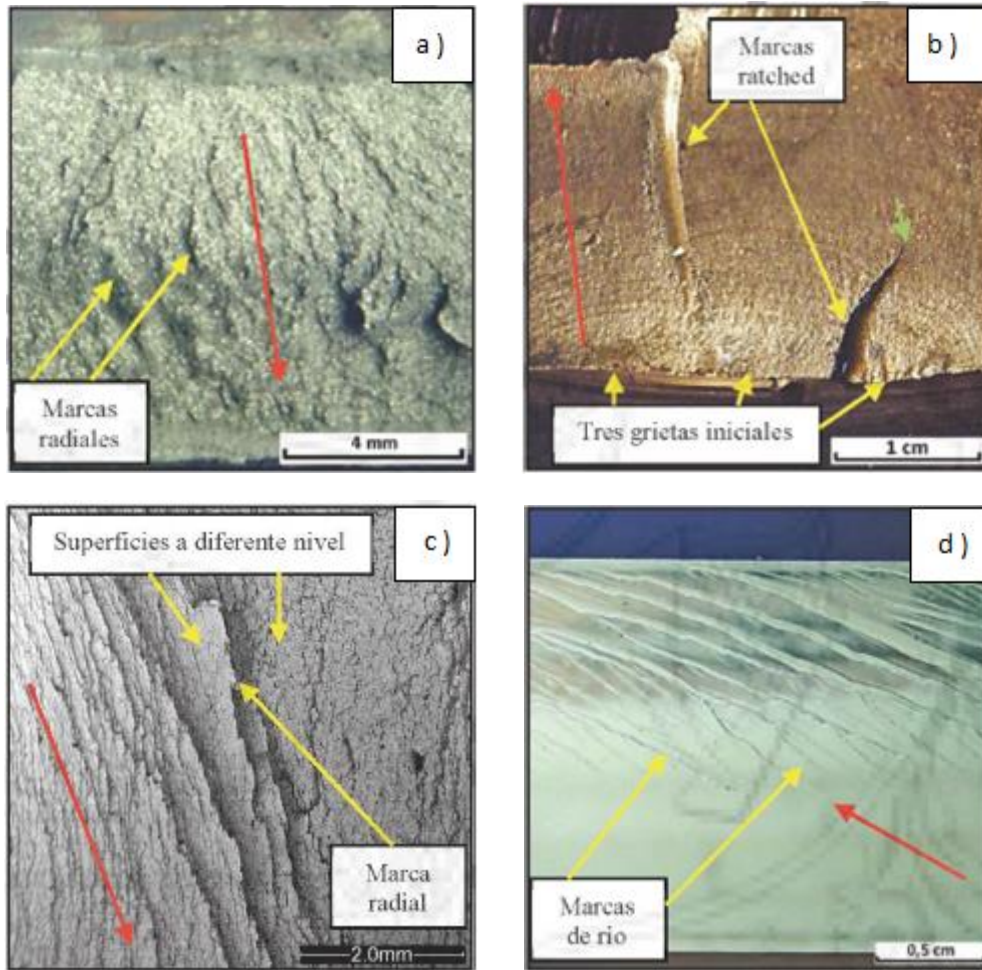 a )
Marcas
radiales
4 mm
b )
Marcas
ratched
Tres grietas iniciales
1 cm
c )
Superficies a diferente nivel
Marca
radial
2.0mm
d )
Marcas
de rio
0,5 cm